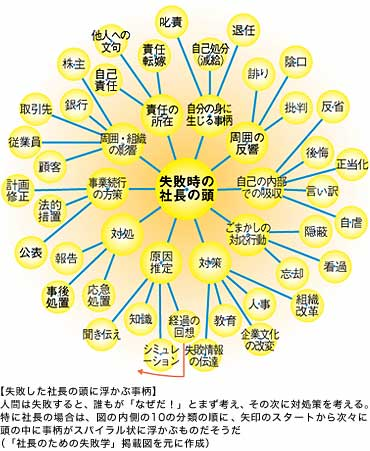 叱責
退任
他人への
文句
責任
転嫁
自己処分
(減給)
陰口
株主
自己
責任
誹り
責任の
所在
自分の身に
生じる事柄
批判
反省
取引先
銀行
周囲・組織
の影響
周囲の
反響
後悔
従業員
正当化
顧客
計画
修正
事業続行
の方策
失敗時の
社長の頭
自己の内部
での吸収
言い訳
法的
措置
自虐
対処
ごまかしの
対応行動
隠蔽
公表
報告
原因
推定
対策
看過
忘却
事後
処置
応急
処置
人事
組織
改革
聞き伝え
知識
経過の
回想
教育
企業文化
の改変
シミュレ
ーション
失敗情報
の伝達
【失敗した社長の頭に浮かぶ事柄】
人間は失敗すると、誰もが「なぜだ!」とまず考え、その次に対処策を考える。
特に社長の場合は、図の内側の10の分類の順に、矢印のスタートから次々に
頭の中に事柄がスパイラル状に浮かぶものだそうだ
(「社長のための失敗学」掲載図を元に作成)